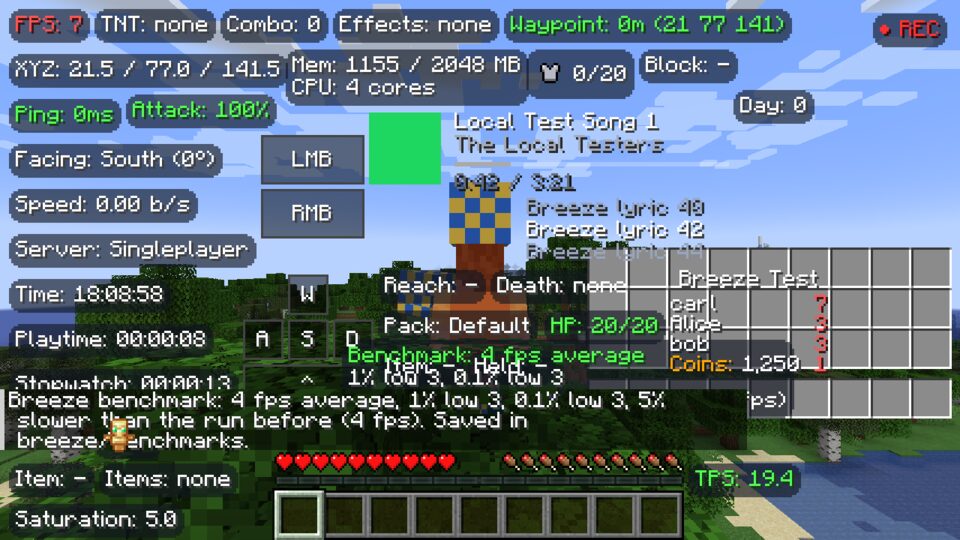 FPS: 7
TNT: none
Combo: 0
Effects: none
Waypoint: 0m (21 77 141)
REC
XYZ: 21.5 / 77.0 / 141.5
Mem: 1155 / 2048 MB
CPU: 4 cores
0/20
Block: -
Day: 0
Ping: 0ms
Attack: 100%
Local Test Song 1
The Local Testers
0:42 / 3:21
Facing: South (0°)
LMB
RMB
Speed: 0.00 b/s
Breeze lyric 40
Breeze lyric 42
Breeze lyric 44
Server: Singleplayer
Time: 18:08:58
W
Reach: -
Death: none
Breeze Test
carl 7
Alice 3
bob 3
Coins: 1,250 1
Playtime: 00:00:08
A
S
D
Pack: Default
HP: 20/20
Benchmark: 4 fps average
1% low 3, 0.1% low 3
Stopwatch: 00:00:13
^
Breeze benchmark: 4 fps average, 1% low 3, 0.1% low 3, 5%
slower than the run before (4 fps). Saved in
fps)
Item: -
Items: none
TPS: 19.4
Saturation: 5.0